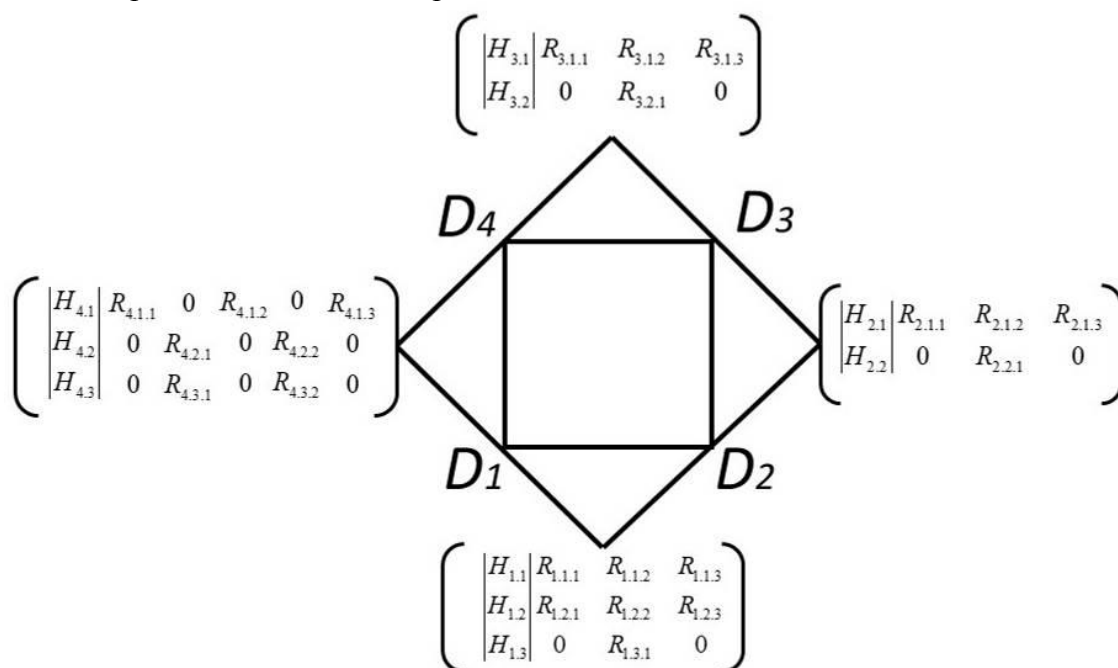 |H3.1| R3.1.1 R3.1.2 R3.1.3
|H3.2| 0 R3.2.1 0
D4 D3
|H4.1| R4.1.1 0 R4.1.2 0 R4.1.3
|H4.2| 0 R4.2.1 0 R4.2.2 0
|H4.3| 0 R4.3.1 0 R4.3.2 0
|H2.1| R2.1.1 R2.1.2 R2.1.3
|H2.2| 0 R2.2.1 0
D1 D2
|H1.1| R1.1.1 R1.1.2 R1.1.3
|H1.2| R1.2.1 R1.2.2 R1.2.3
|H1.3| 0 R1.3.1 0